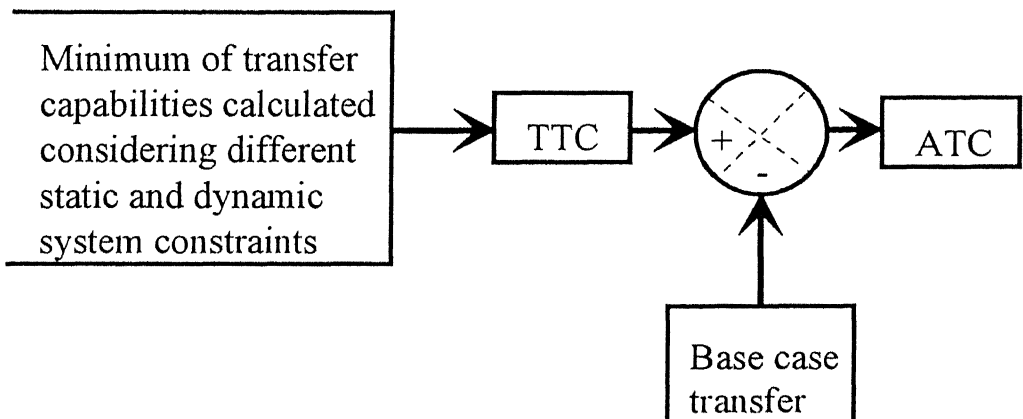 Minimum of transfer
capabilities calculated
considering different
static and dynamic
system constraints
TTC
+
-
ATC
Base case
transfer